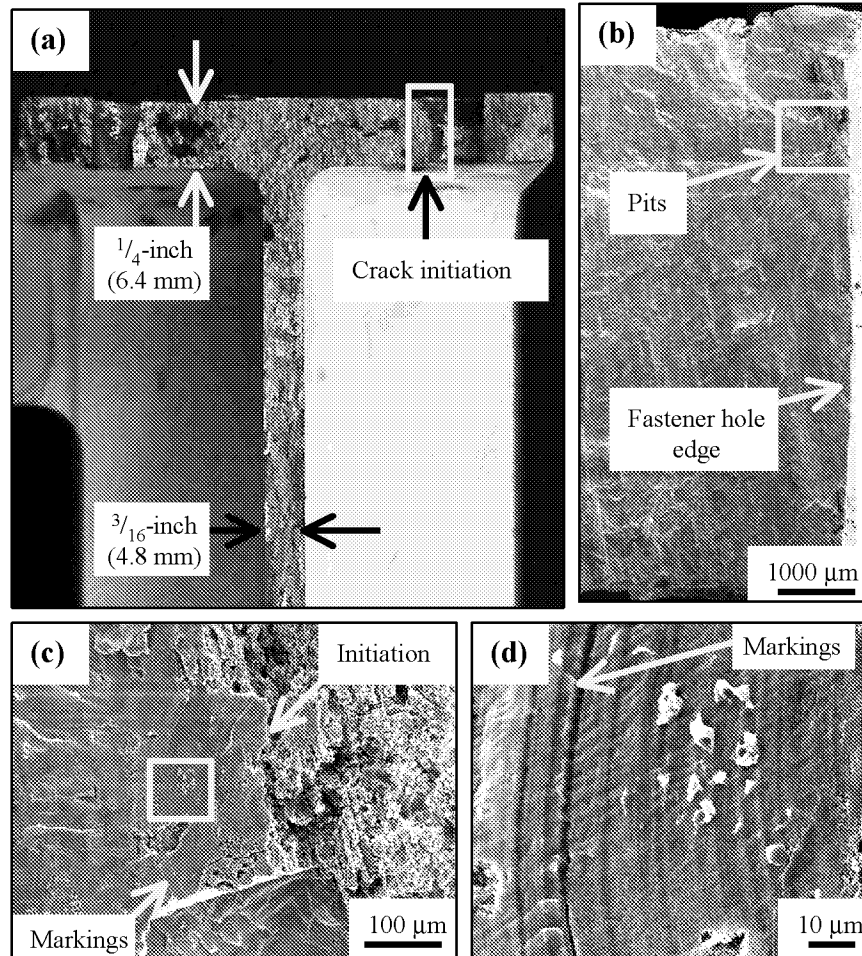 (a)
1/4-inch
(6.4 mm)
Crack initiation
3/16-inch
(4.8 mm)
(b)
Pits
Fastener hole
edge
1000 μm
(c)
Initiation
Markings
100 μm
(d)
Markings
10 μm